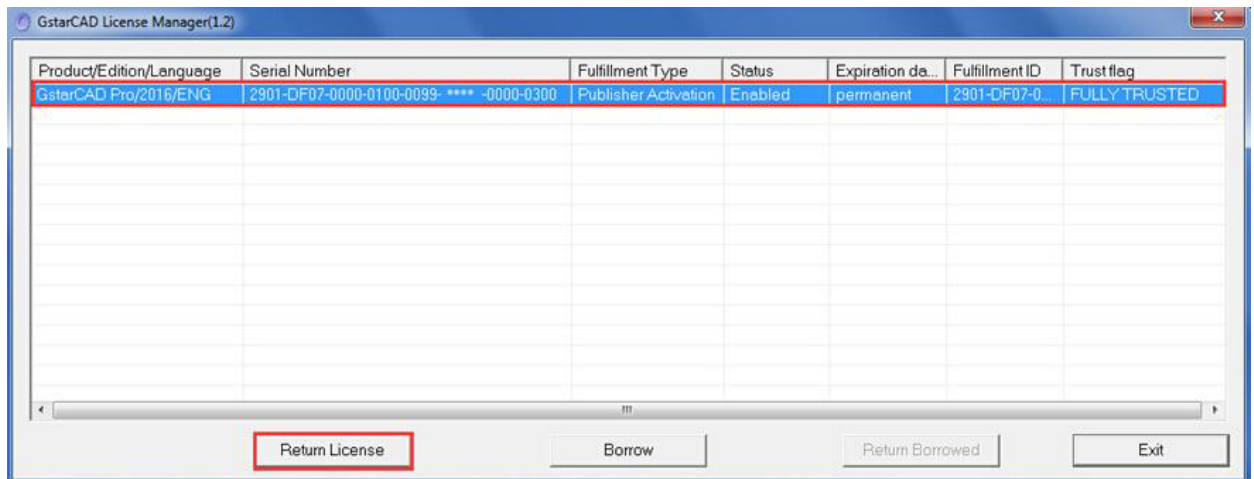 GstarCAD License Manager(1.2)
Product/Edition/Language Serial Number Fulfillment Type Status Expiration da... Fulfillment ID Trust flag
GstarCAD Pro/2016/ENG 2901-DF07-0000-0100-0099- **** -0000-0300 Publisher Activation Enabled permanent 2901-DF07-0... FULLY TRUSTED
Return License Borrow Return Borrowed Exit